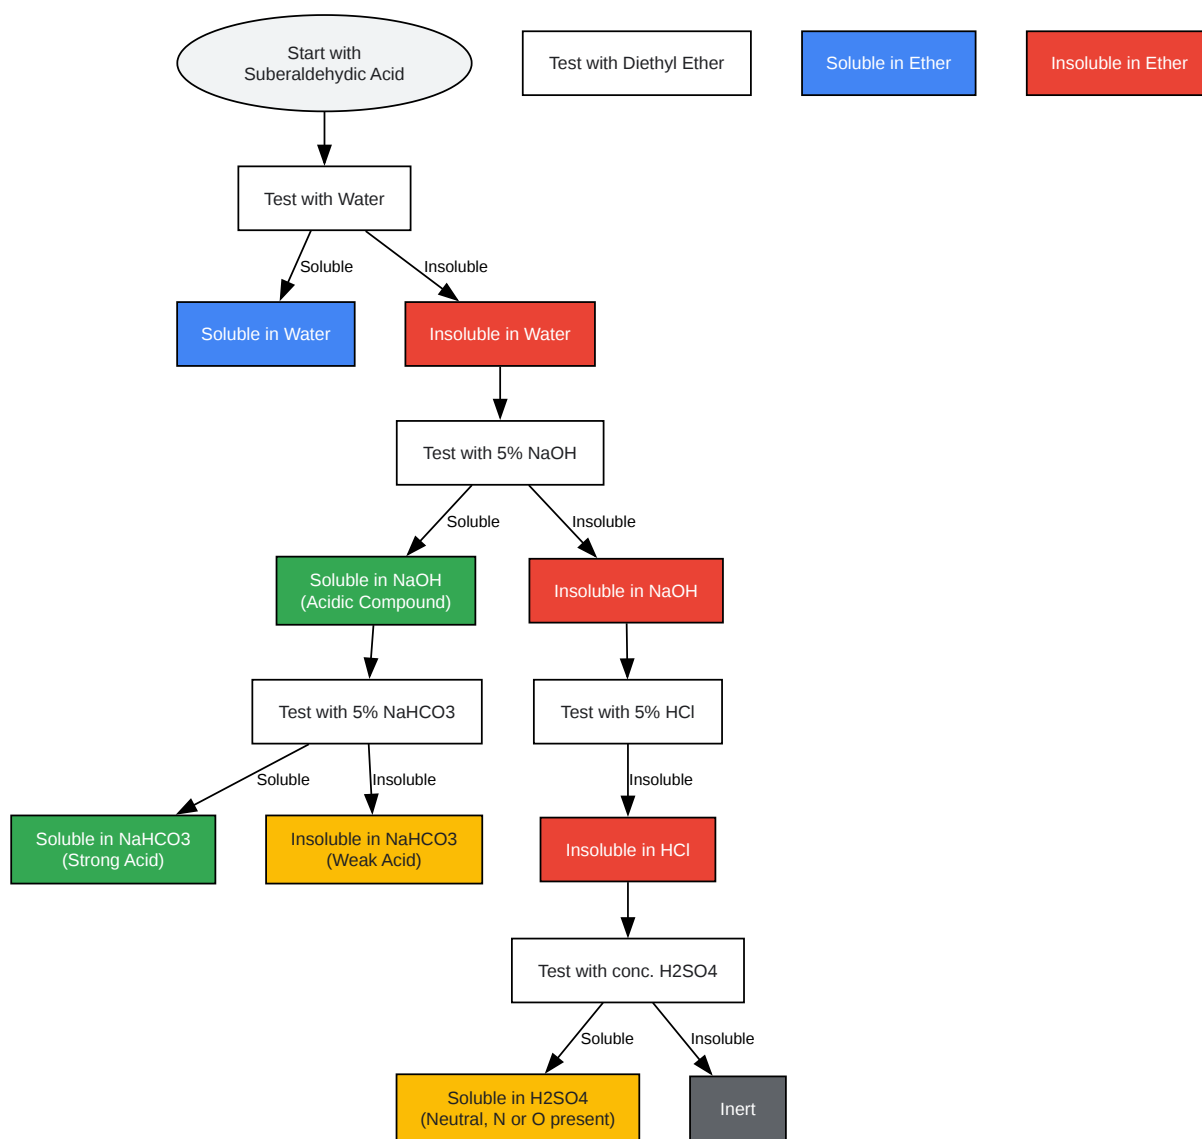 Start with
Suberaldehydic Acid
Test with Diethyl Ether
Soluble in Ether
Insoluble in Ether
Test with Water
Soluble
Insoluble
Soluble in Water
Insoluble in Water
Test with 5% NaOH
Soluble
Insoluble
Soluble in NaOH
(Acidic Compound)
Insoluble in NaOH
Test with 5% NaHCO3
Test with 5% HCl
Soluble
Insoluble
Insoluble
Soluble in NaHCO3
(Strong Acid)
Insoluble in NaHCO3
(Weak Acid)
Insoluble in HCl
Test with conc. H2SO4
Soluble
Insoluble
Soluble in H2SO4
(Neutral, N or O present)
Inert